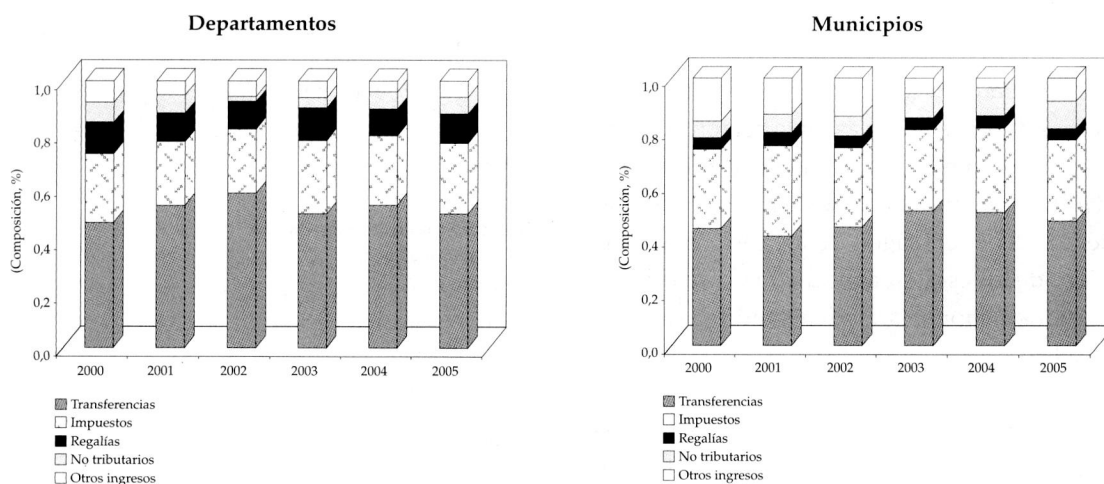 Departamentos
(Composición, %)
1,0
0,8
0,6
0,4
0,2
0,0
2000 2001 2002 2003 2004 2005
Transferencias
Impuestos
Regalías
No tributarios
Otros ingresos
Municipios
(Composición, %)
1,0
0,8
0,6
0,4
0,2
0,0
2000 2001 2002 2003 2004 2005
Transferencias
Impuestos
Regalías
No tributarios
Otros ingresos